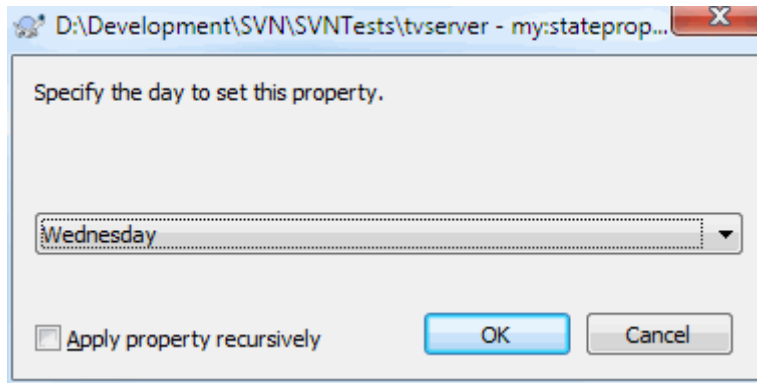 D:\Development\SVN\SVNTests\tvserver - my:stateprop...
Specify the day to set this property.
Wednesday
Apply property recursively
OK
Cancel